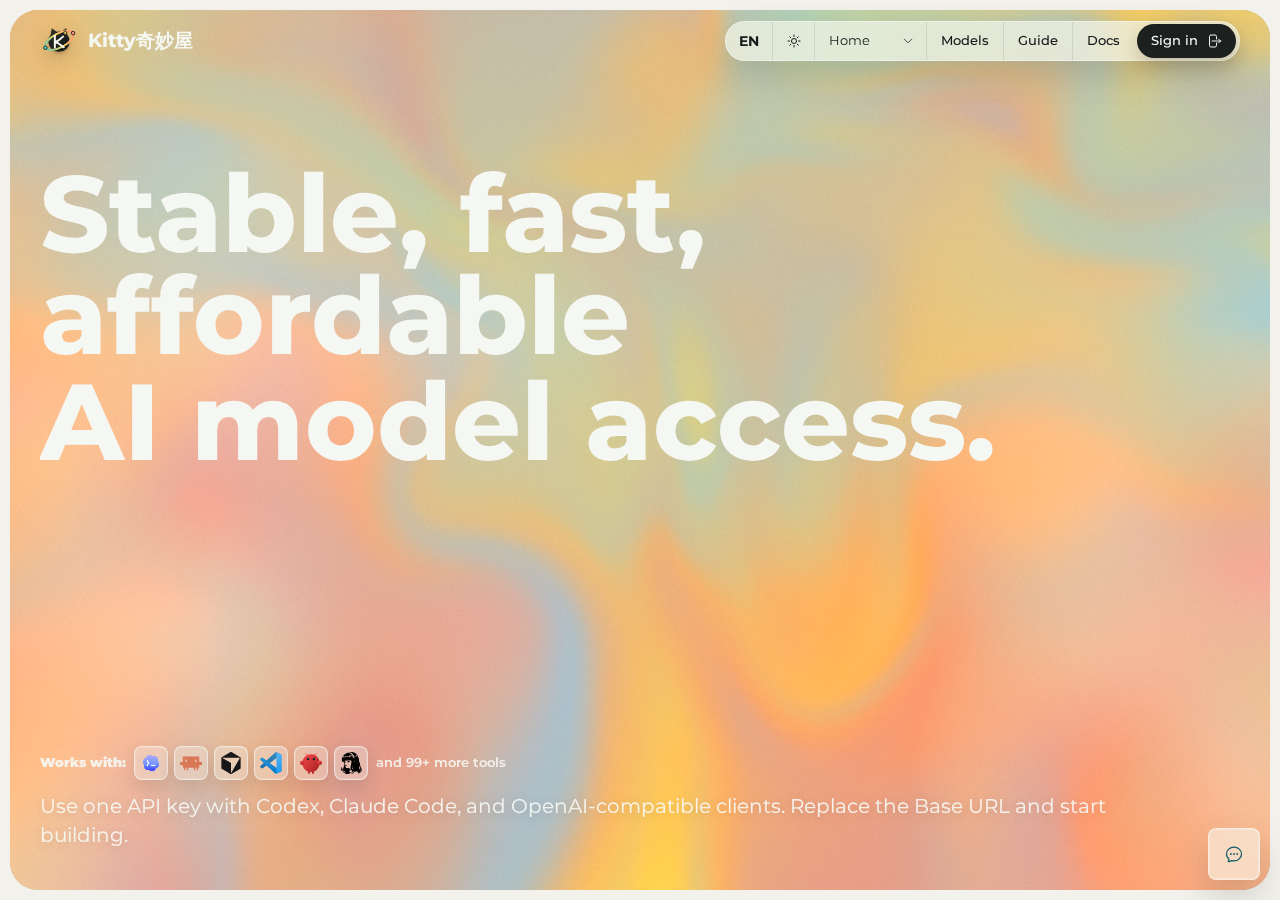 Kitty奇妙屋
EN
Home
Models
Guide
Docs
Sign in
Stable, fast,
affordable
AI model access.
Works with:
and 99+ more tools
Use one API key with Codex, Claude Code, and OpenAI-compatible clients. Replace the Base URL and start
building.